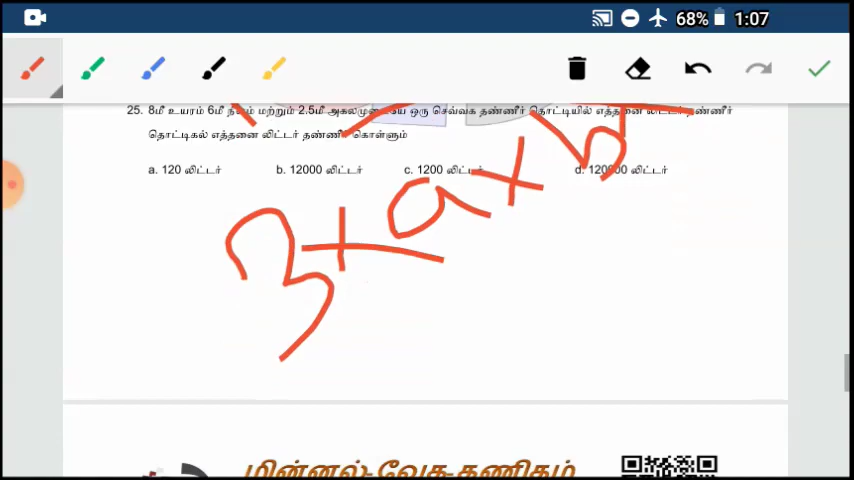 68% 1:07
25. 8மீ உயரம் 6மீ நீளம் மற்றும் 2.5மீ அகலமுடைய ஒரு செவ்வக தண்ணீர் தொட்டியில் எத்தனை லிட்டர் தண்ணீர்
தொட்டிகல் எத்தனை லிட்டர் தண்ணீர் கொள்ளும்
a. 120 லிட்டர் b. 12000 லிட்டர் c. 1200 லிட்டர் d. 120000 லிட்டர்
3 x a x b
மின்னல் வேக கணிதம்